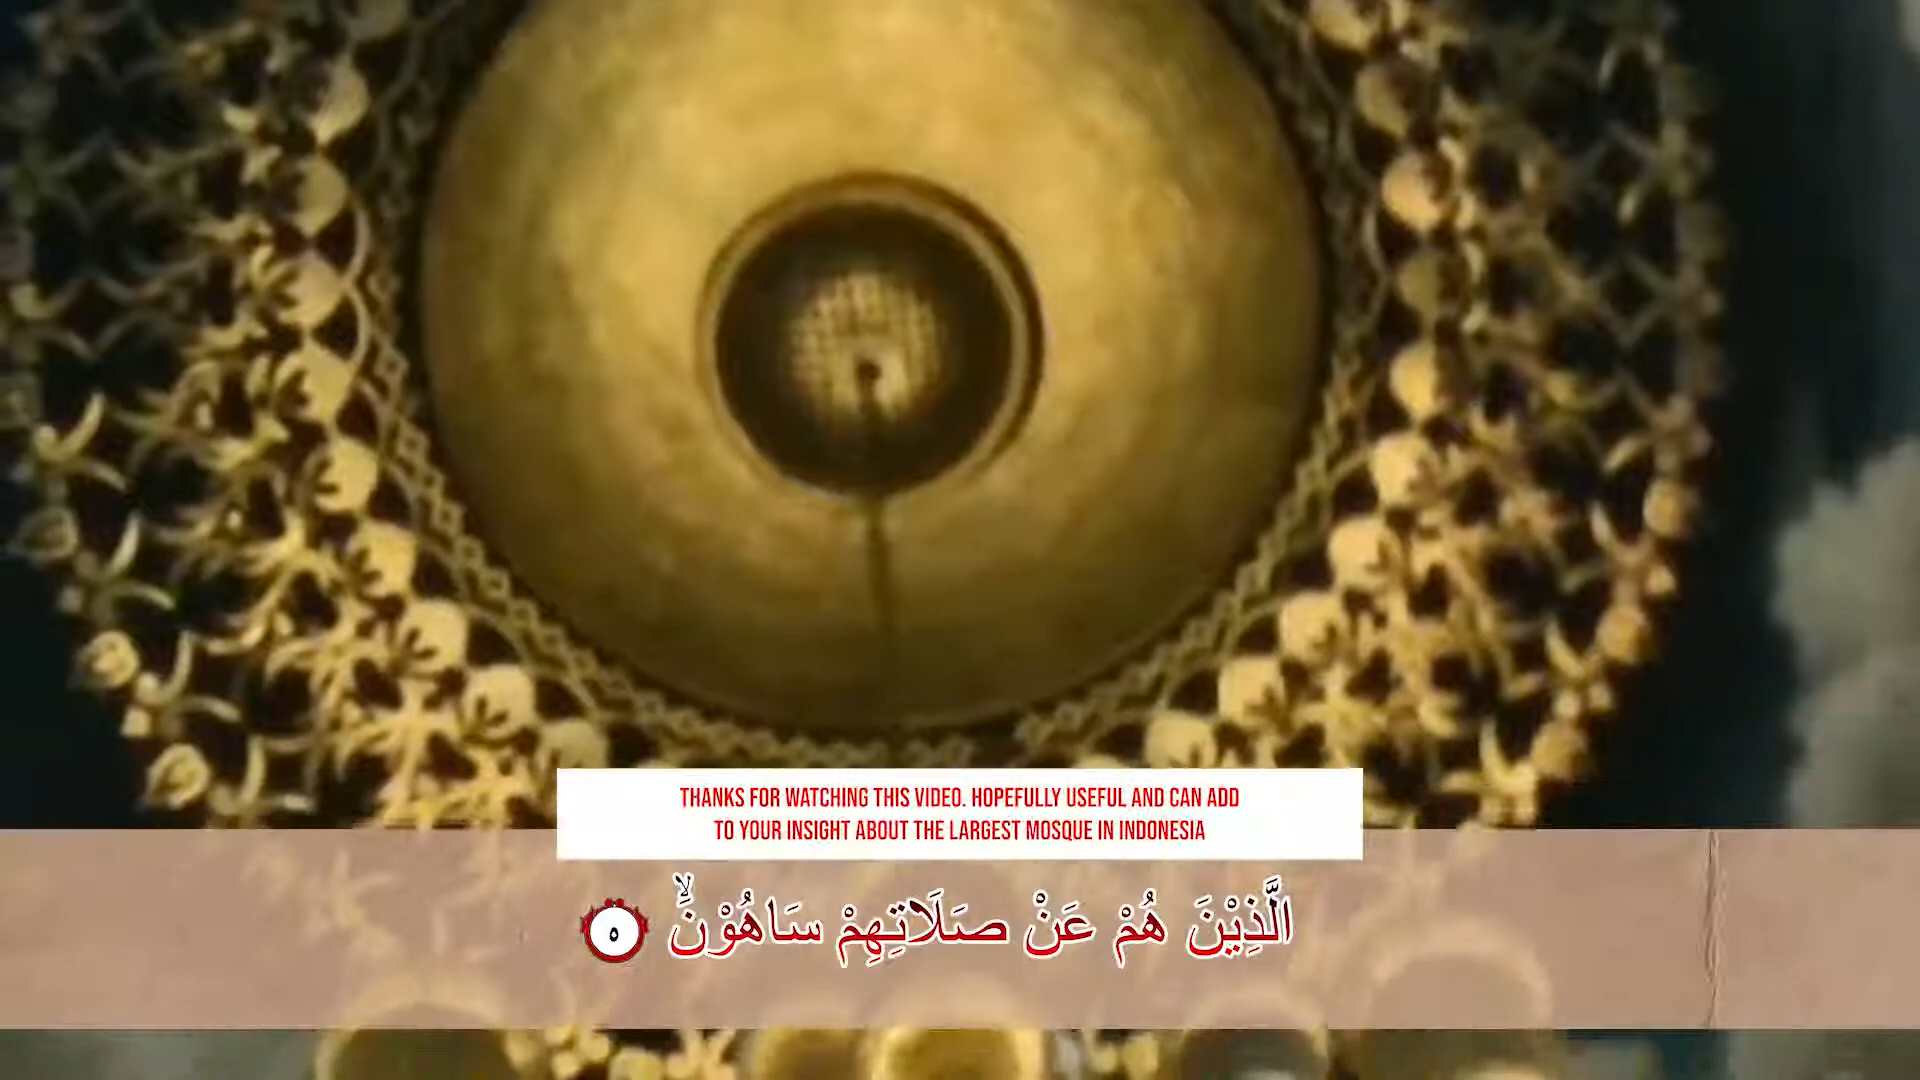 THANKS FOR WATCHING THIS VIDEO. HOPEFULLY USEFUL AND CAN ADD
TO YOUR INSIGHT ABOUT THE LARGEST MOSQUE IN INDONESIA
الَّذِيْنَ هُمْ عَنْ صَلَاتِهِمْ سَاهُوْنَۙ ٥